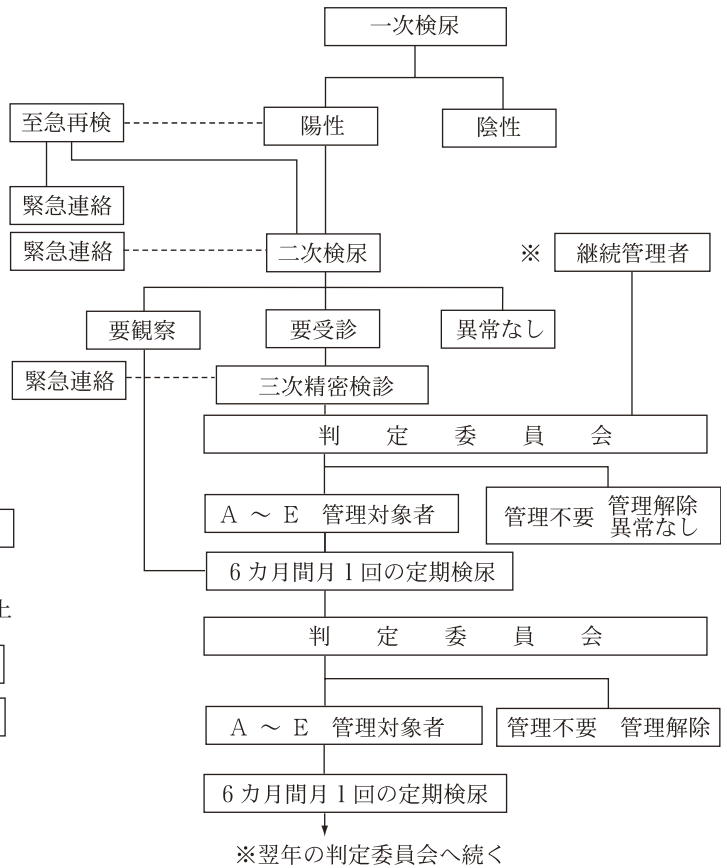 一次検尿
至急再検
陽性
陰性
緊急連絡
緊急連絡
二次検尿
※ 継続管理者
要観察
要受診
異常なし
緊急連絡
三次精密検診
判定委員会
A ～ E 管理対象者
管理不要 管理解除
異常なし
6カ月間月1回の定期検尿
判定委員会
A ～ E 管理対象者
管理不要 管理解除
6カ月間月1回の定期検尿
※翌年の判定委員会へ続く